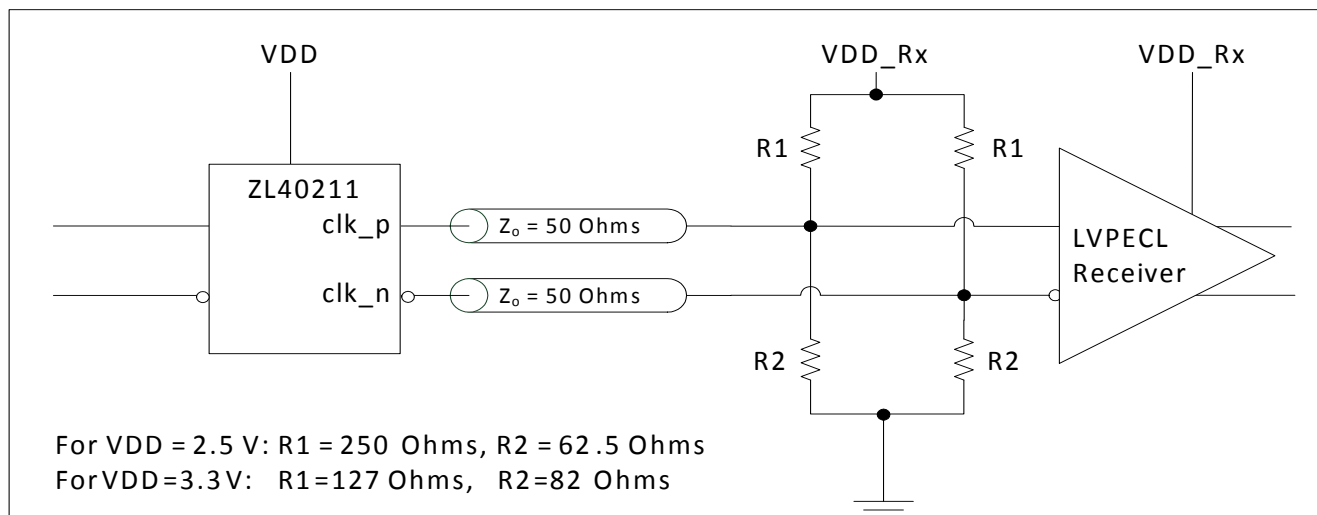 VDD
VDD_Rx
VDD_Rx
R1
R1
ZL40211
clk_p
Zo = 50 Ohms
LVPECL
Receiver
clk_n
Zo = 50 Ohms
R2
R2
For VDD = 2.5 V: R1 = 250 Ohms, R2 = 62.5 Ohms
For VDD=3.3 V: R1=127 Ohms, R2=82 Ohms